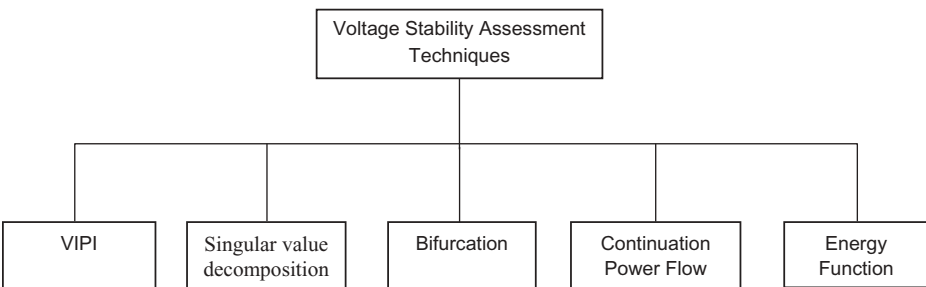 Voltage Stability Assessment
Techniques
VIPI
Singular value
decomposition
Bifurcation
Continuation
Power Flow
Energy
Function